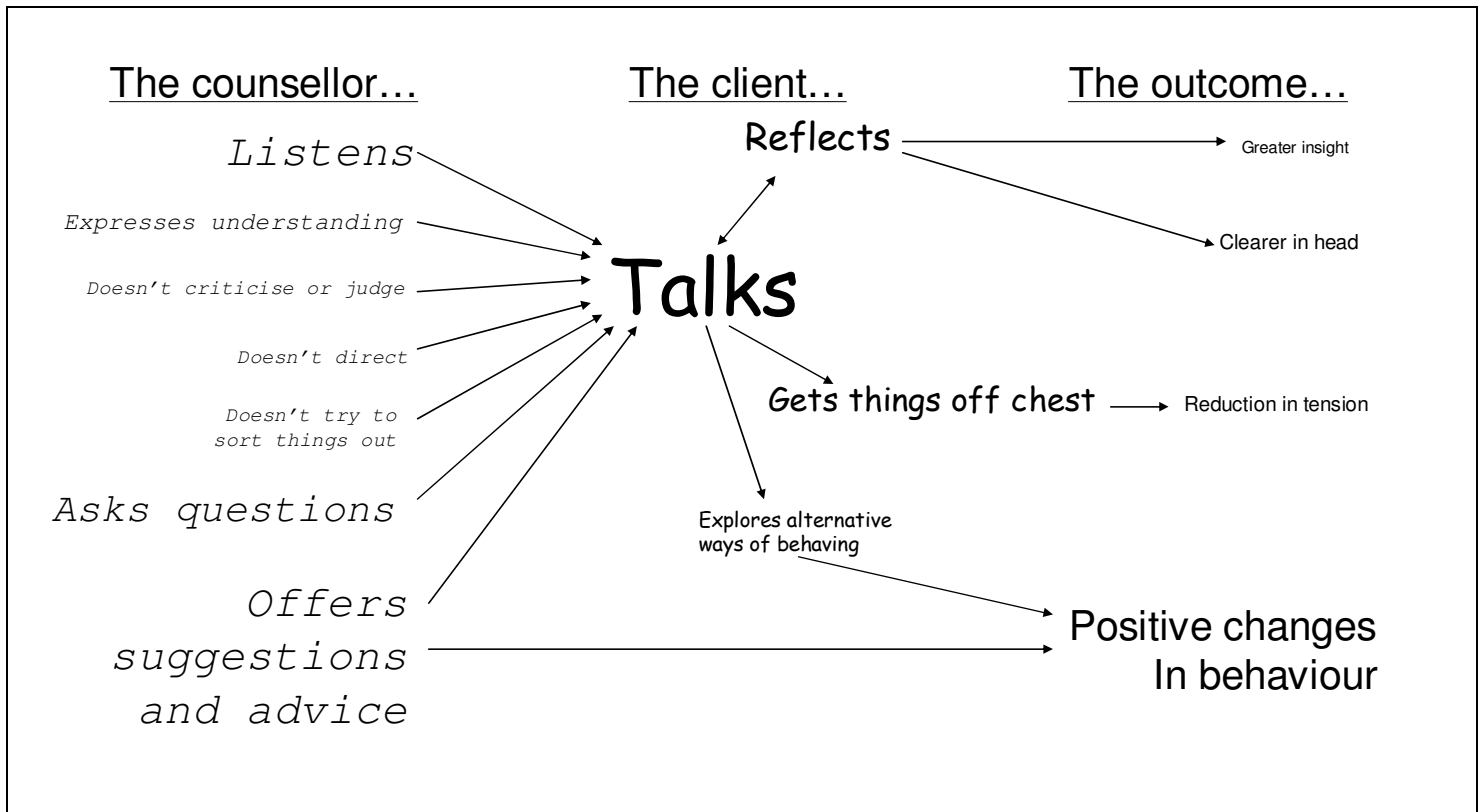 The counsellor…
Listens
Expresses understanding
Doesn't criticise or judge
Doesn't direct
Doesn't try to
sort things out
Asks questions
Offers
suggestions
and advice
The client…
Reflects
Talks
Gets things off chest
Explores alternative
ways of behaving
The outcome…
Greater insight
Clearer in head
Reduction in tension
Positive changes
In behaviour